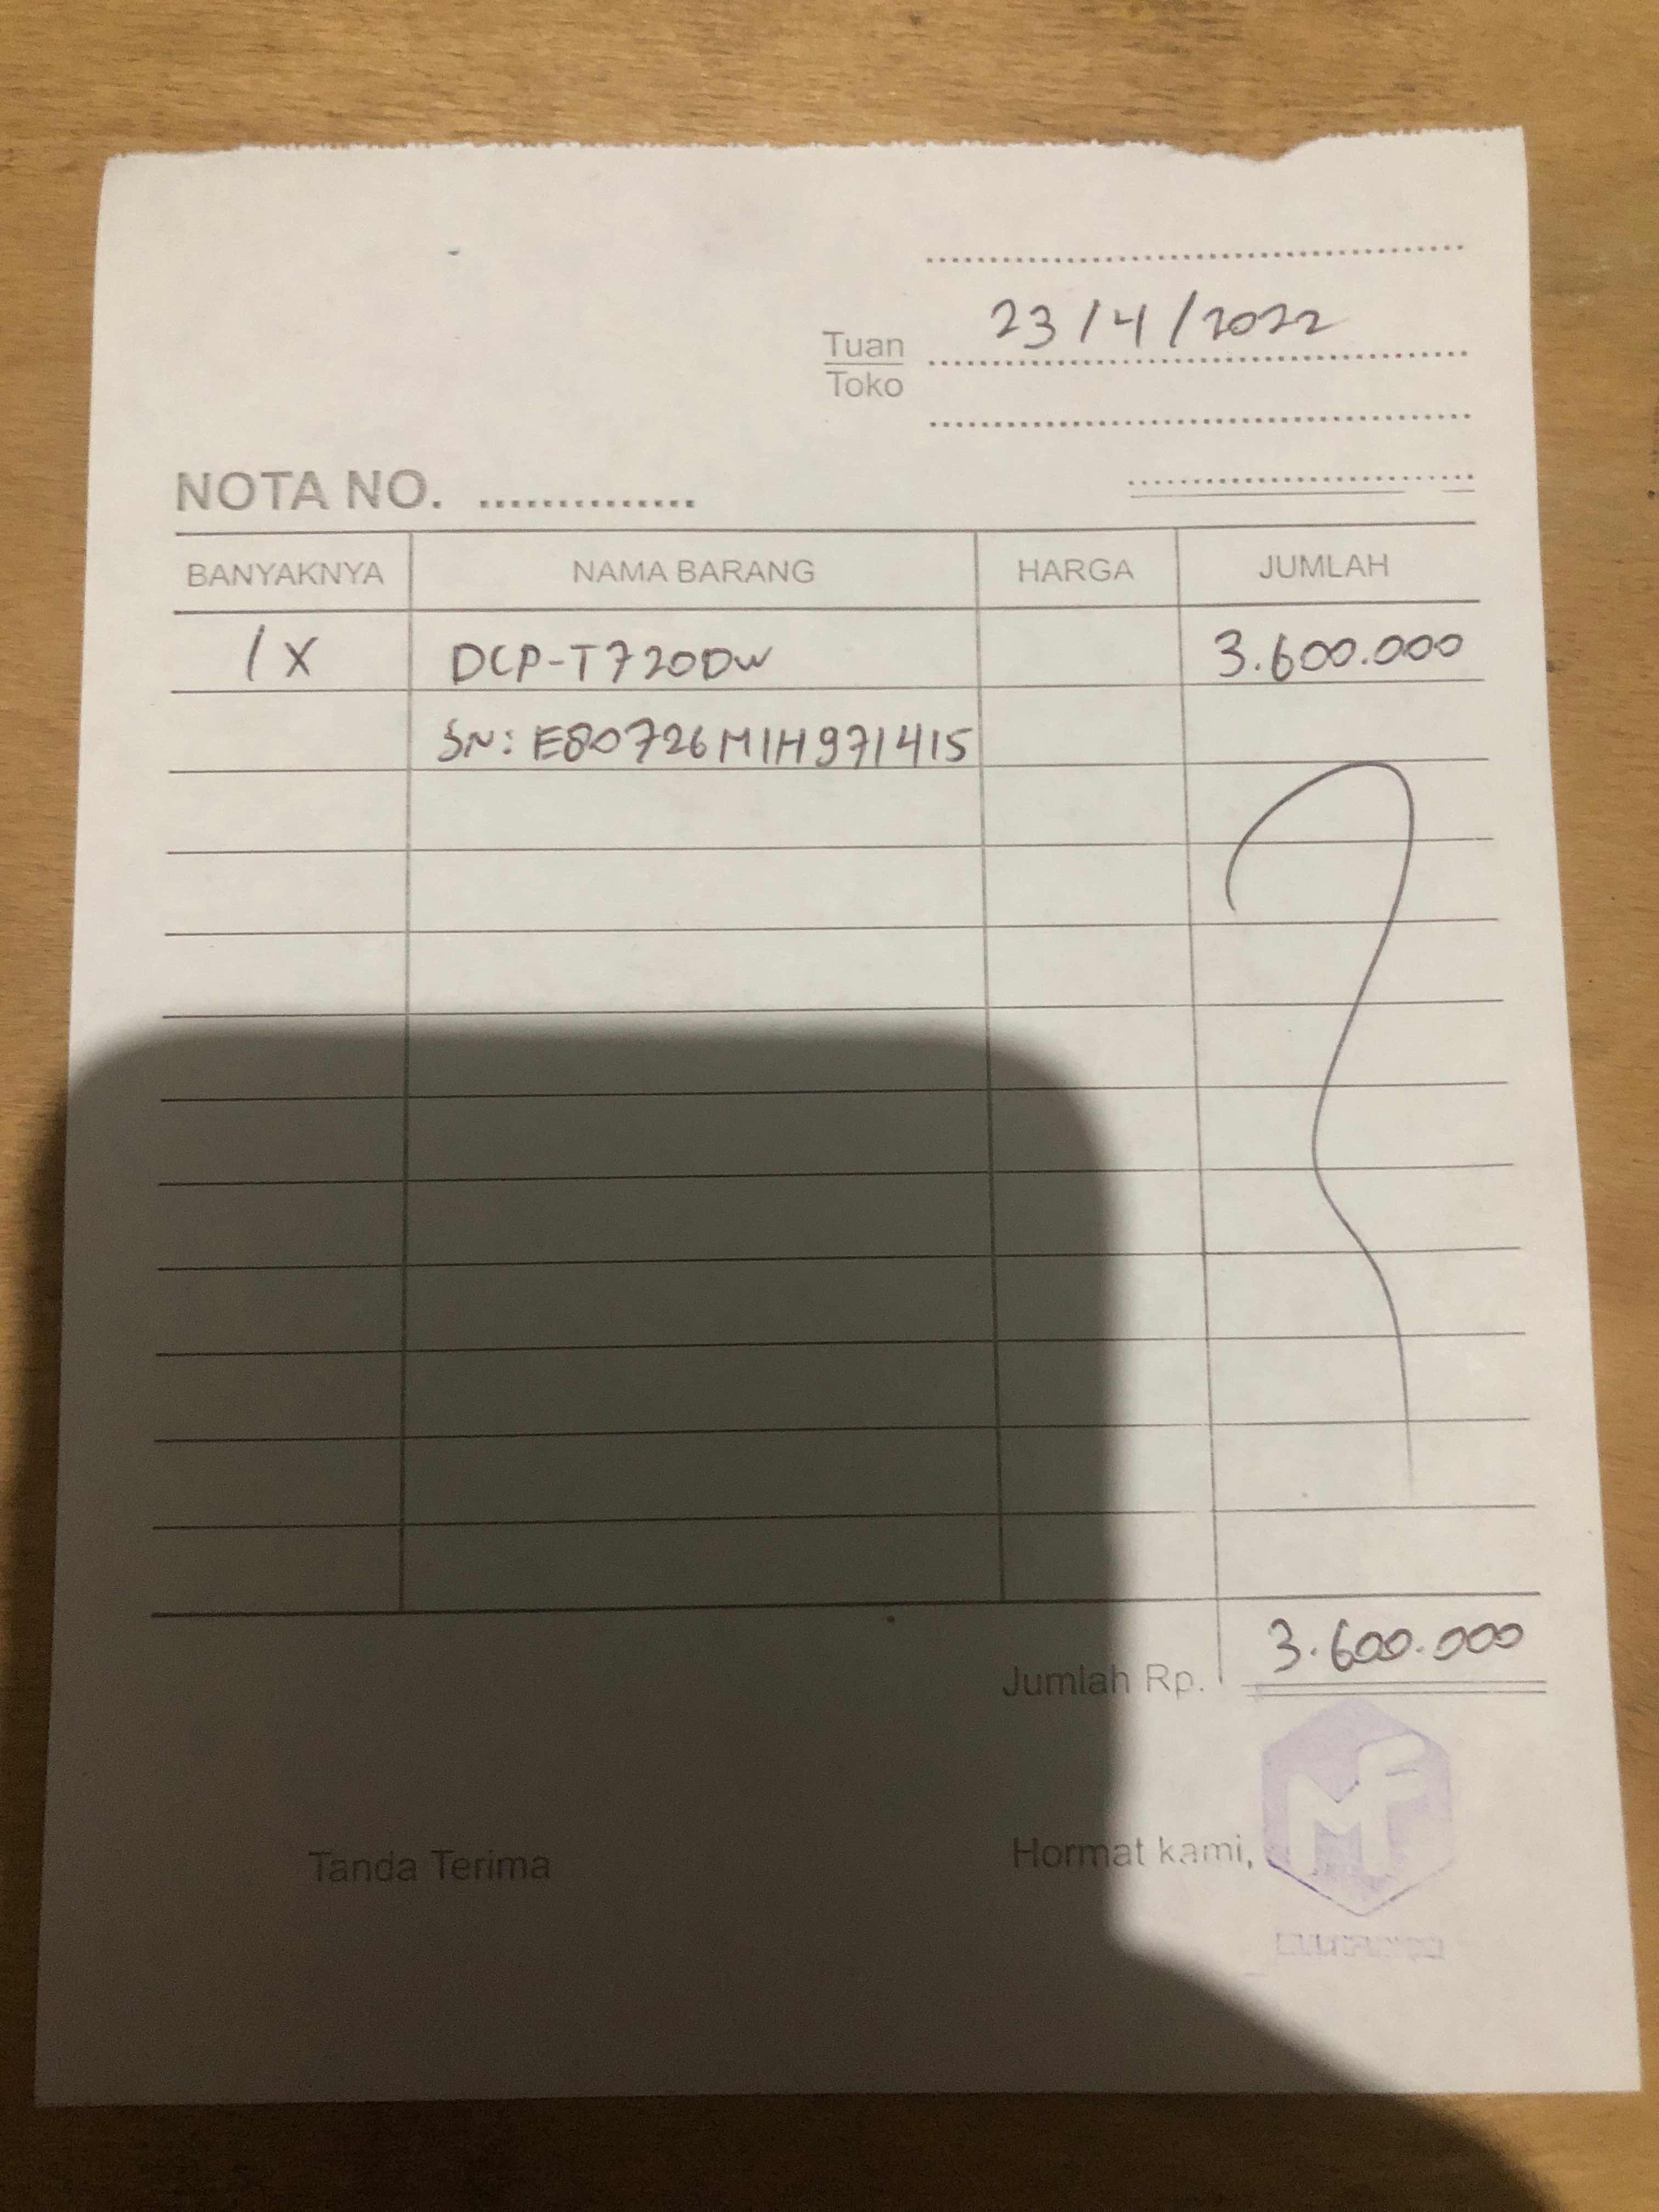 23/4/2022
Tuan
Toko
NOTA NO. ..............
BANYAKNYA NAMA BARANG HARGA JUMLAH
1 X DCP-T720DW 3.600.000
SN: E80726M1H971415
Jumlah Rp. 3.600.000
Tanda Terima Hormat kami,
MF